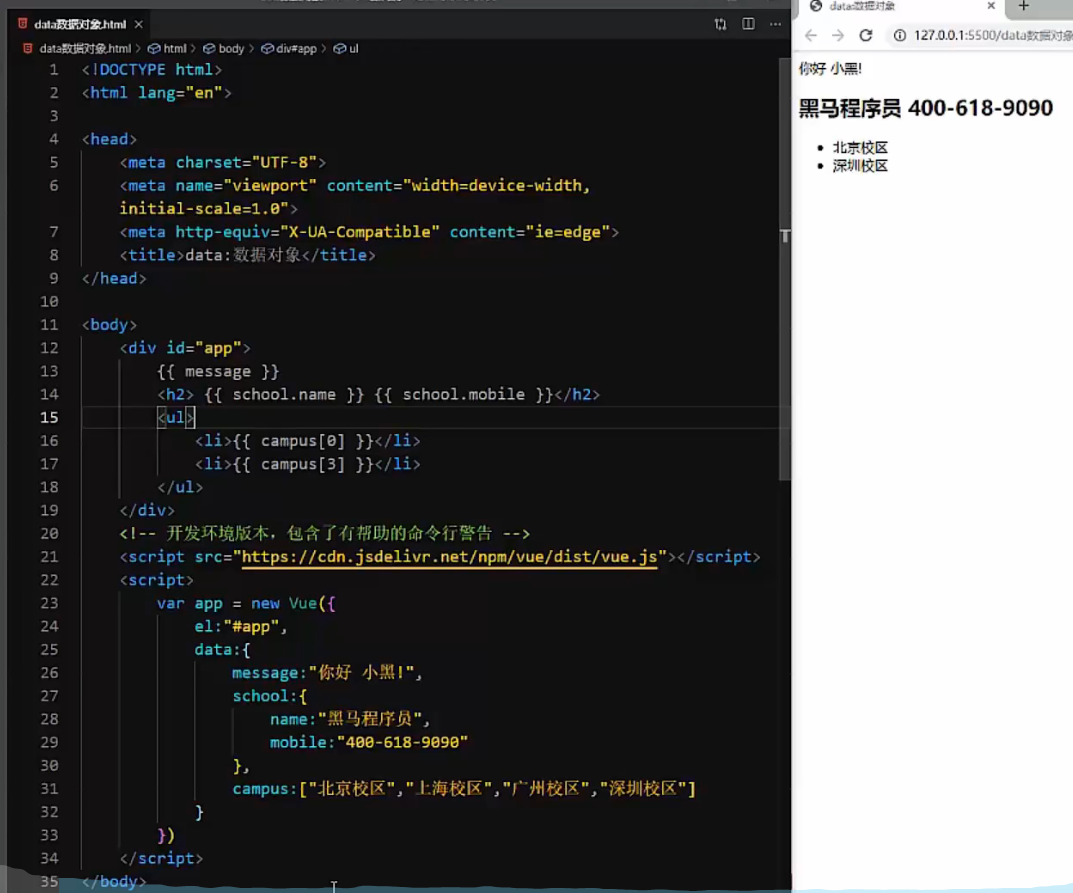 data数据对象.html ×
data数据对象.html > html > body > div#app > ul
1 <!DOCTYPE html>
2 <html lang="en">
3
4 <head>
5 <meta charset="UTF-8">
6 <meta name="viewport" content="width=device-width,
initial-scale=1.0">
7 <meta http-equiv="X-UA-Compatible" content="ie=edge">
8 <title>data:数据对象</title>
9 </head>
10
11 <body>
12 <div id="app">
13 {{ message }}
14 <h2> {{ school.name }} {{ school.mobile }}</h2>
15 <ul>
16 <li>{{ campus[0] }}</li>
17 <li>{{ campus[3] }}</li>
18 </ul>
19 </div>
20 <!-- 开发环境版本，包含了有帮助的命令行警告 -->
21 <script src="https://cdn.jsdelivr.net/npm/vue/dist/vue.js"></script>
22 <script>
23 var app = new Vue({
24 el:"#app",
25 data:{
26 message:"你好 小黑!",
27 school:{
28 name:"黑马程序员",
29 mobile:"400-618-9090"
30 },
31 campus:["北京校区","上海校区","广州校区","深圳校区"]
32 }
33 })
34 </script>
35 </body>
data:数据对象 × +
127.0.0.1:5500/data数据对象
你好 小黑!
黑马程序员 400-618-9090
北京校区
深圳校区